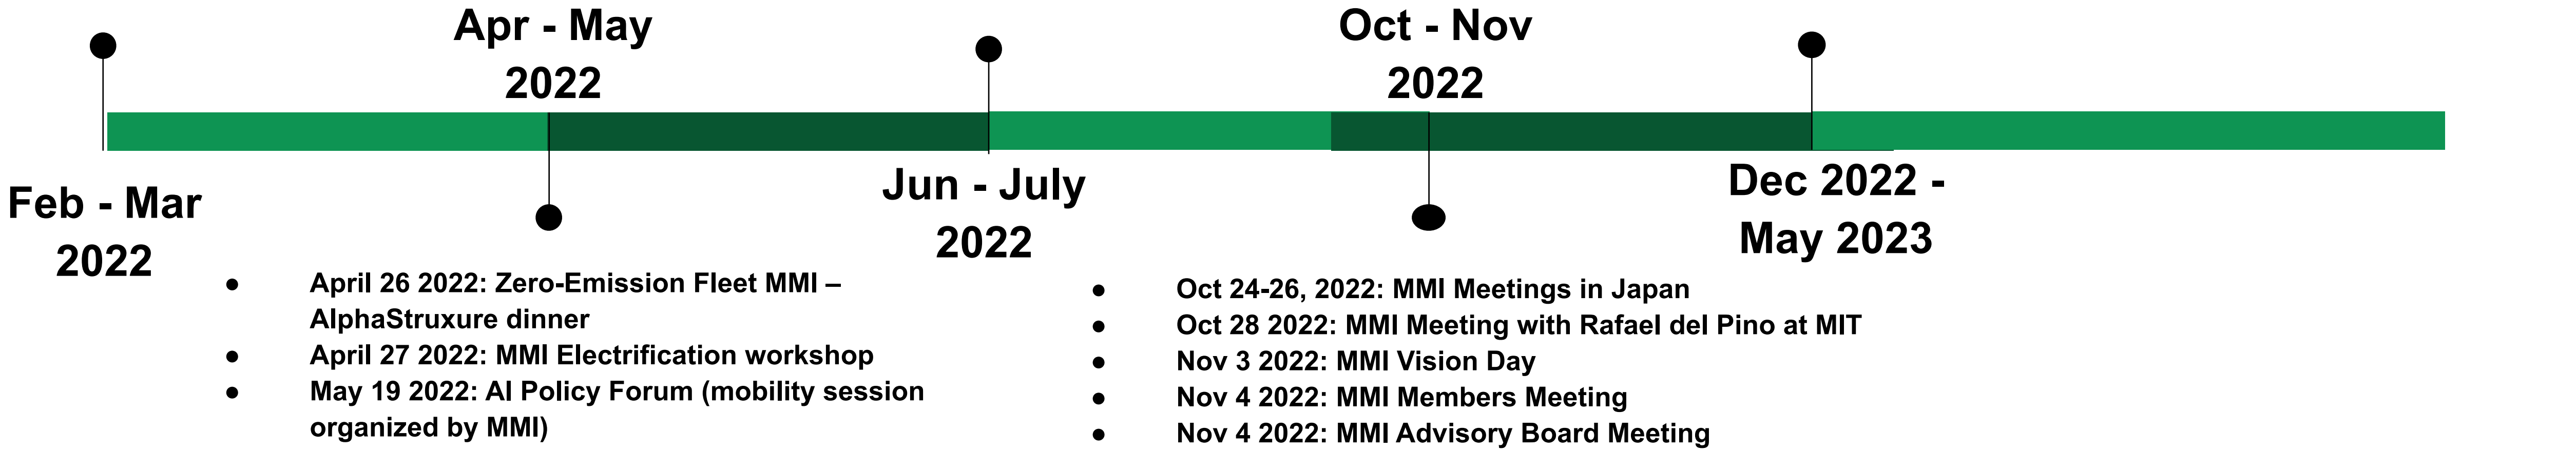 Apr - May
2022
Oct - Nov
2022
Feb - Mar
2022
Jun - July
2022
Dec 2022 -
May 2023
● April 26 2022: Zero-Emission Fleet MMI –
AlphaStruxure dinner
● April 27 2022: MMI Electrification workshop
● May 19 2022: AI Policy Forum (mobility session
organized by MMI)
● Oct 24-26, 2022: MMI Meetings in Japan
● Oct 28 2022: MMI Meeting with Rafael del Pino at MIT
● Nov 3 2022: MMI Vision Day
● Nov 4 2022: MMI Members Meeting
● Nov 4 2022: MMI Advisory Board Meeting